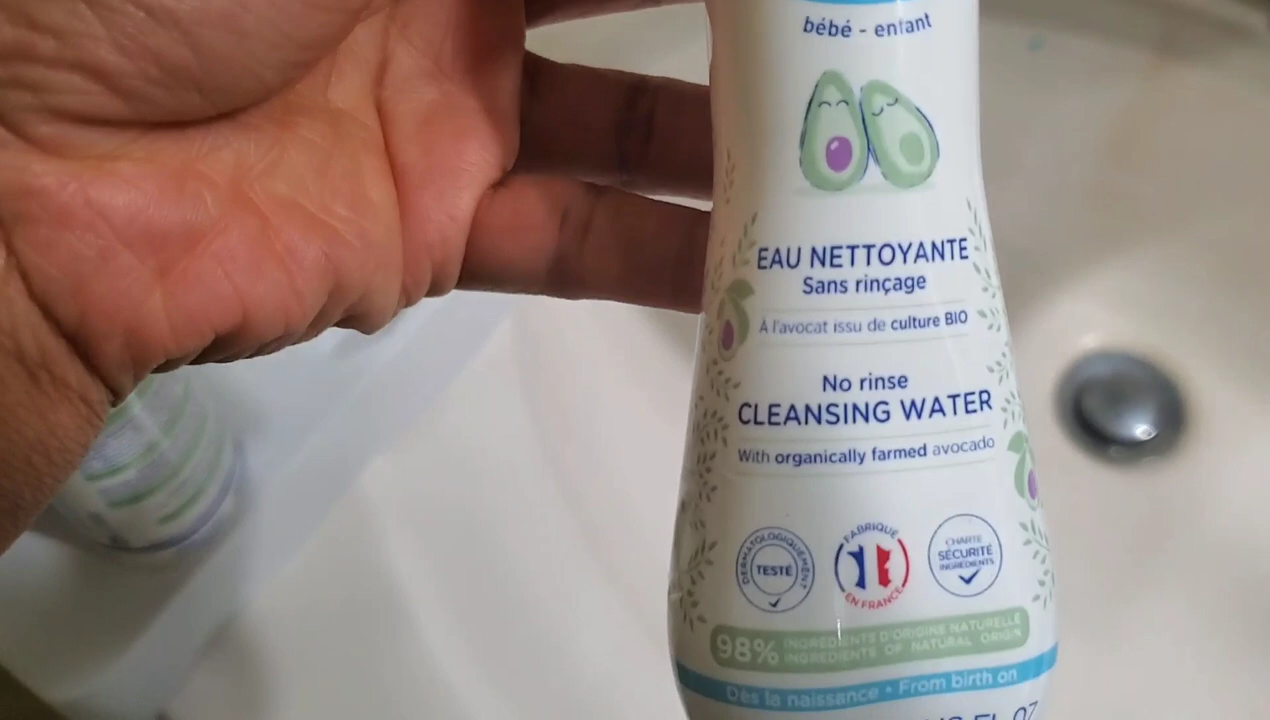 bébé - enfant
EAU NETTOYANTE
Sans rinçage
À l'avocat issu de culture BIO
No rinse
CLEANSING WATER
With organically farmed avocado
DERMATOLOGIQUEMENT
TESTÉ
FABRIQUÉ
EN FRANCE
CHARTE
SÉCURITÉ
INGRÉDIENTS
98% INGRÉDIENTS D'ORIGINE NATURELLE
INGREDIENTS OF NATURAL ORIGIN
Dès la naissance • From birth on
FL OZ